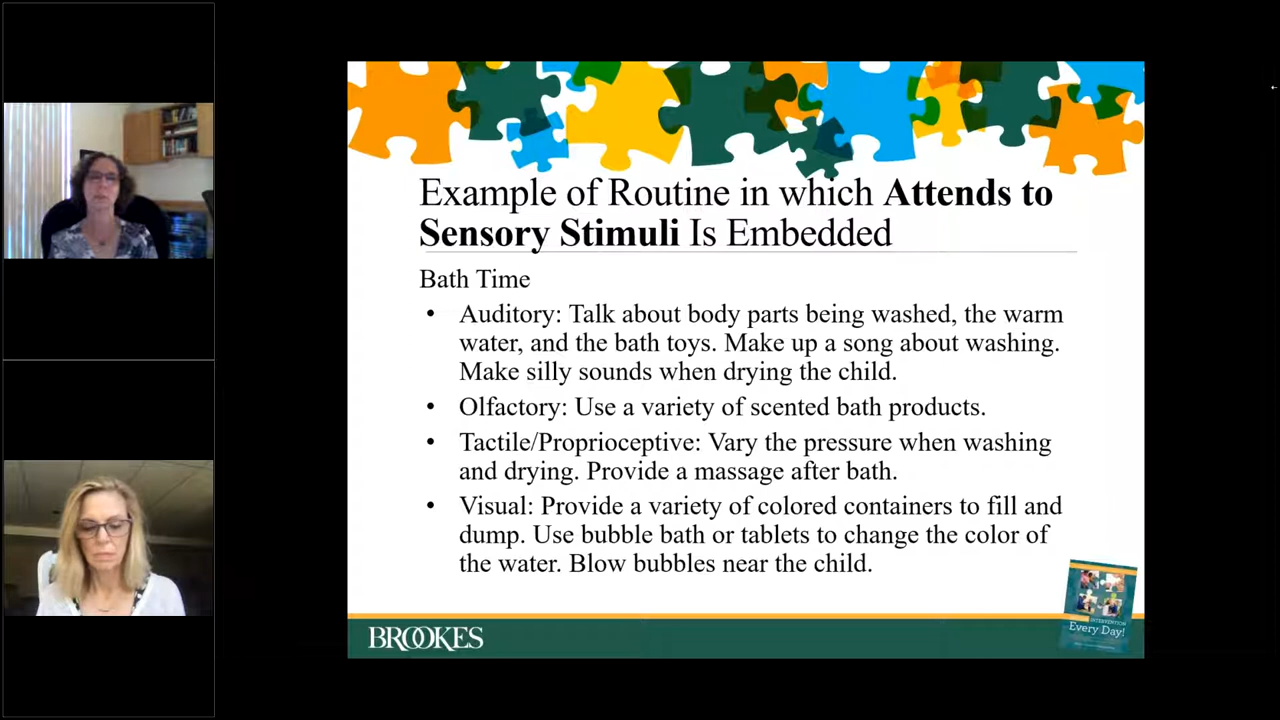 Example of Routine in which Attends to
Sensory Stimuli Is Embedded
Bath Time
• Auditory: Talk about body parts being washed, the warm
water, and the bath toys. Make up a song about washing.
Make silly sounds when drying the child.
• Olfactory: Use a variety of scented bath products.
• Tactile/Proprioceptive: Vary the pressure when washing
and drying. Provide a massage after bath.
• Visual: Provide a variety of colored containers to fill and
dump. Use bubble bath or tablets to change the color of
the water. Blow bubbles near the child.
BROOKES
INTERVENTION
Every Day!